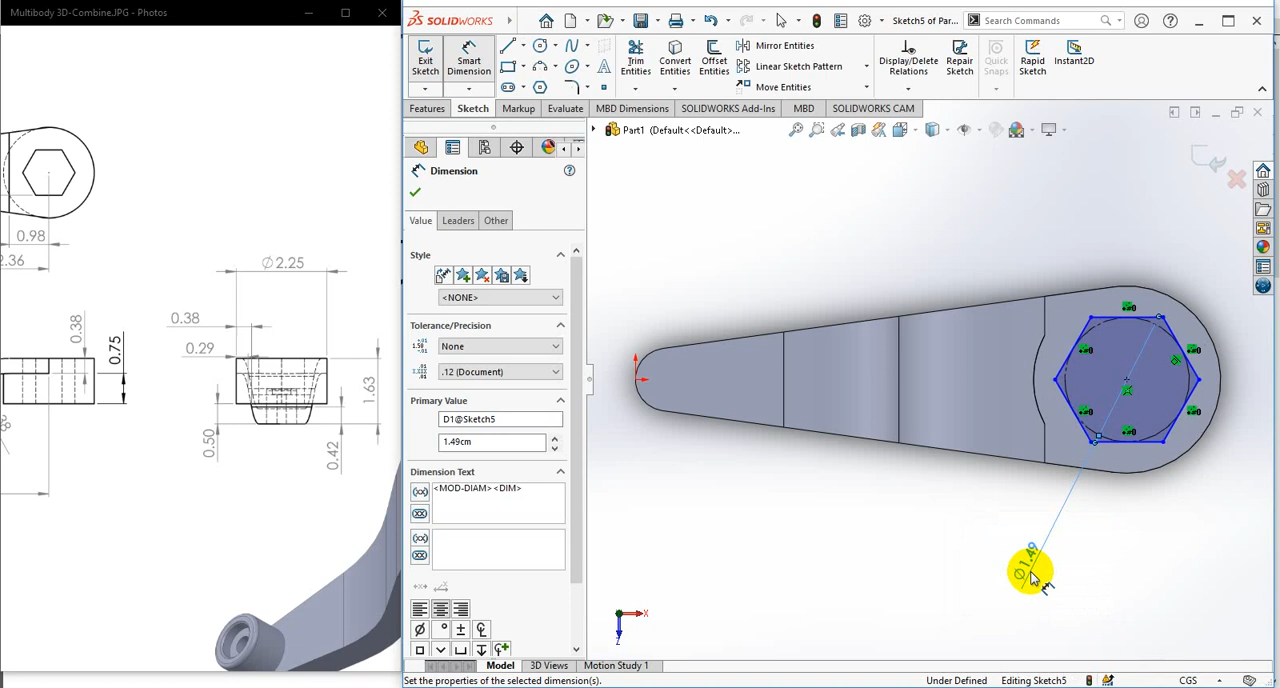 Multibody 3D-Combine.JPG - Photos
0.98
2.36
0.38
0.75
Ø2.25
0.38
0.29
1.63
0.50
0.42
SOLIDWORKS
Sketch5 of Par...
Search Commands
Exit Sketch
Smart Dimension
Trim Entities
Convert Entities
Offset Entities
Mirror Entities
Linear Sketch Pattern
Move Entities
Display/Delete Relations
Repair Sketch
Quick Snaps
Rapid Sketch
Instant2D
Features
Sketch
Markup
Evaluate
MBD Dimensions
SOLIDWORKS Add-Ins
MBD
SOLIDWORKS CAM
Part1 (Default<<Default>...
Dimension
Value
Leaders
Other
Style
<NONE>
Tolerance/Precision
None
.12 (Document)
Primary Value
D1@Sketch5
1.49cm
Dimension Text
<MOD-DIAM><DIM>
Ø1.49
X
Z
Model
3D Views
Motion Study 1
Set the properties of the selected dimension(s).
Under Defined
Editing Sketch5
CGS